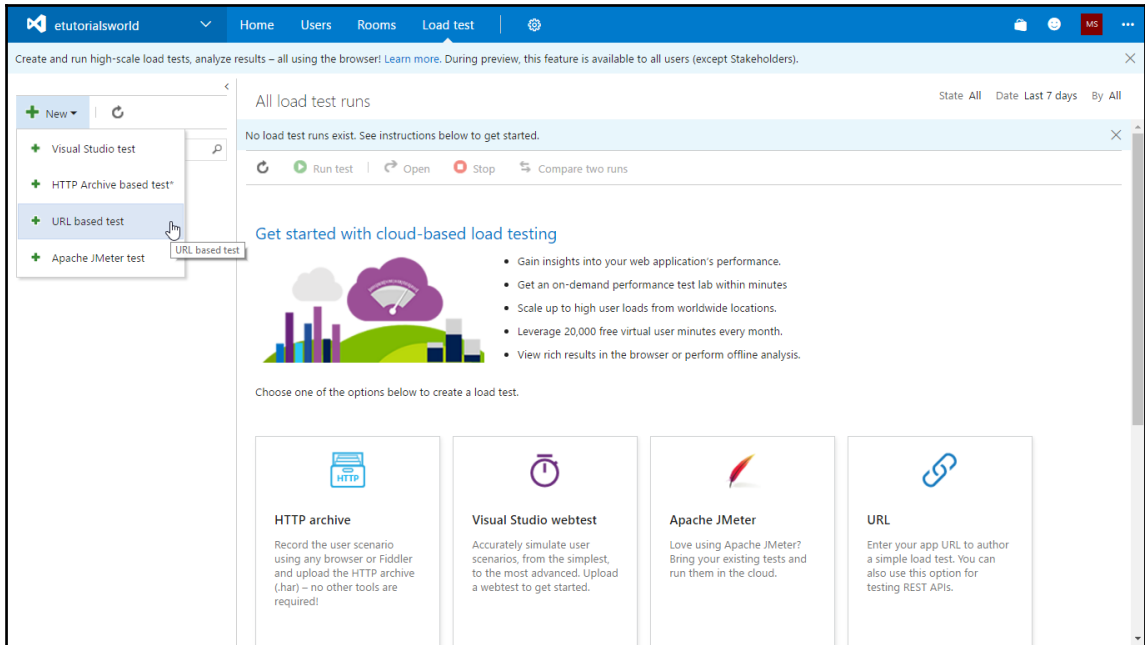 etutorialsworld Home Users Rooms Load test MS
Create and run high-scale load tests, analyze results – all using the browser! Learn more. During preview, this feature is available to all users (except Stakeholders).
New
Visual Studio test
HTTP Archive based test*
URL based test
URL based test
Apache JMeter test
All load test runs
State All Date Last 7 days By All
No load test runs exist. See instructions below to get started.
Run test Open Stop Compare two runs
Get started with cloud-based load testing
Gain insights into your web application's performance.
Get an on-demand performance test lab within minutes
Scale up to high user loads from worldwide locations.
Leverage 20,000 free virtual user minutes every month.
View rich results in the browser or perform offline analysis.
Choose one of the options below to create a load test.
HTTP
HTTP archive
Record the user scenario
using any browser or Fiddler
and upload the HTTP archive
(.har) – no other tools are
required!
Visual Studio webtest
Accurately simulate user
scenarios, from the simplest,
to the most advanced. Upload
a webtest to get started.
Apache JMeter
Love using Apache JMeter?
Bring your existing tests and
run them in the cloud.
URL
Enter your app URL to author
a simple load test. You can
also use this option for
testing REST APIs.